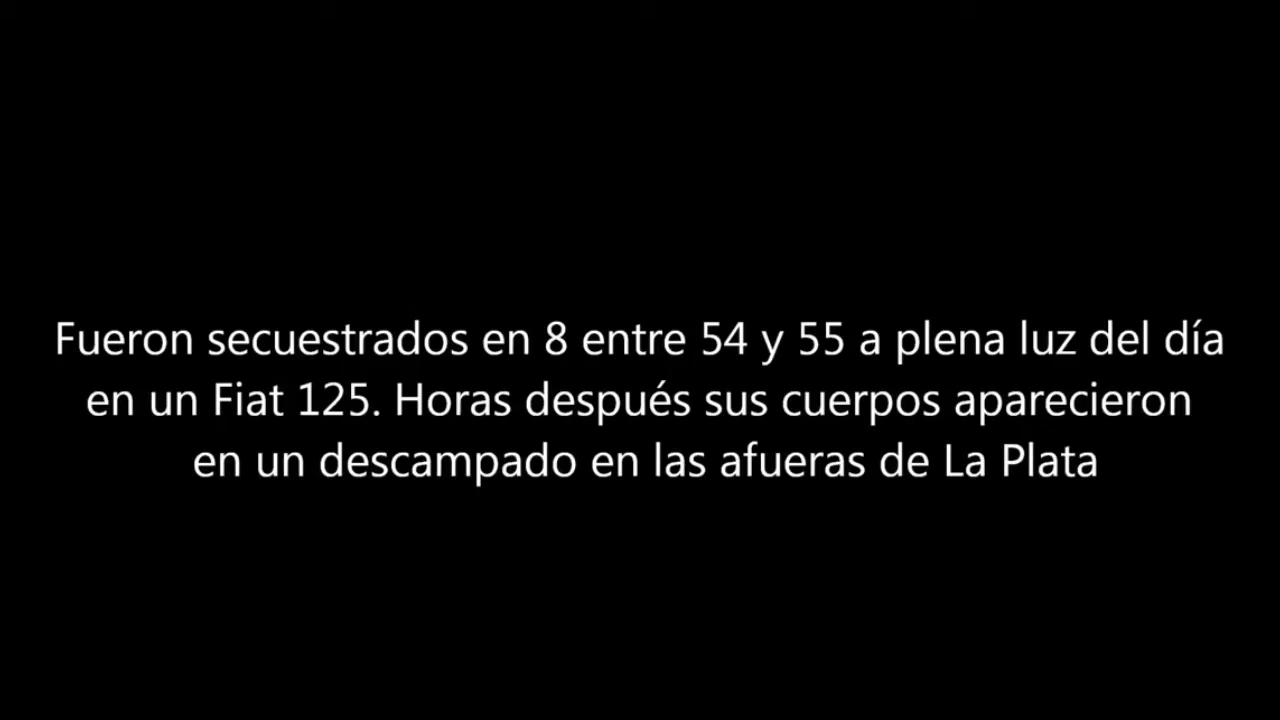 Fueron secuestrados en 8 entre 54 y 55 a plena luz del día
en un Fiat 125. Horas después sus cuerpos aparecieron
en un descampado en las afueras de La Plata